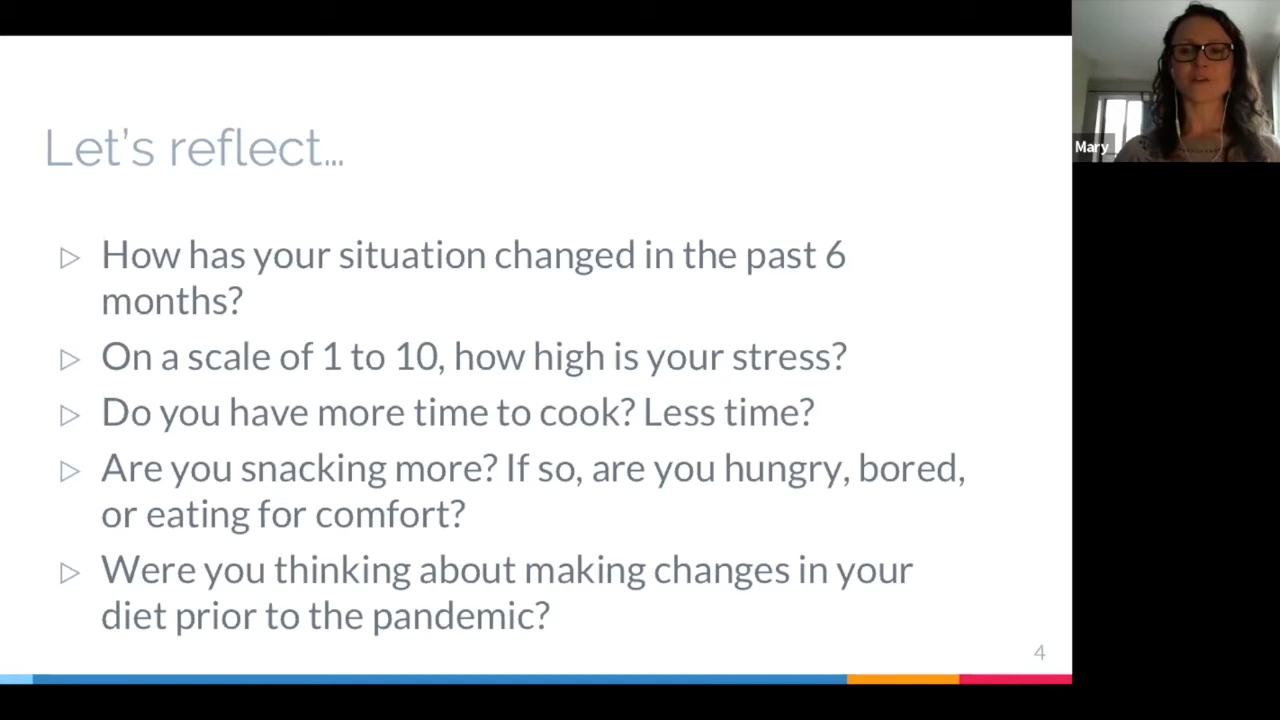 Let's reflect…
How has your situation changed in the past 6
months?
On a scale of 1 to 10, how high is your stress?
Do you have more time to cook? Less time?
Are you snacking more? If so, are you hungry, bored,
or eating for comfort?
Were you thinking about making changes in your
diet prior to the pandemic?
4
Mary